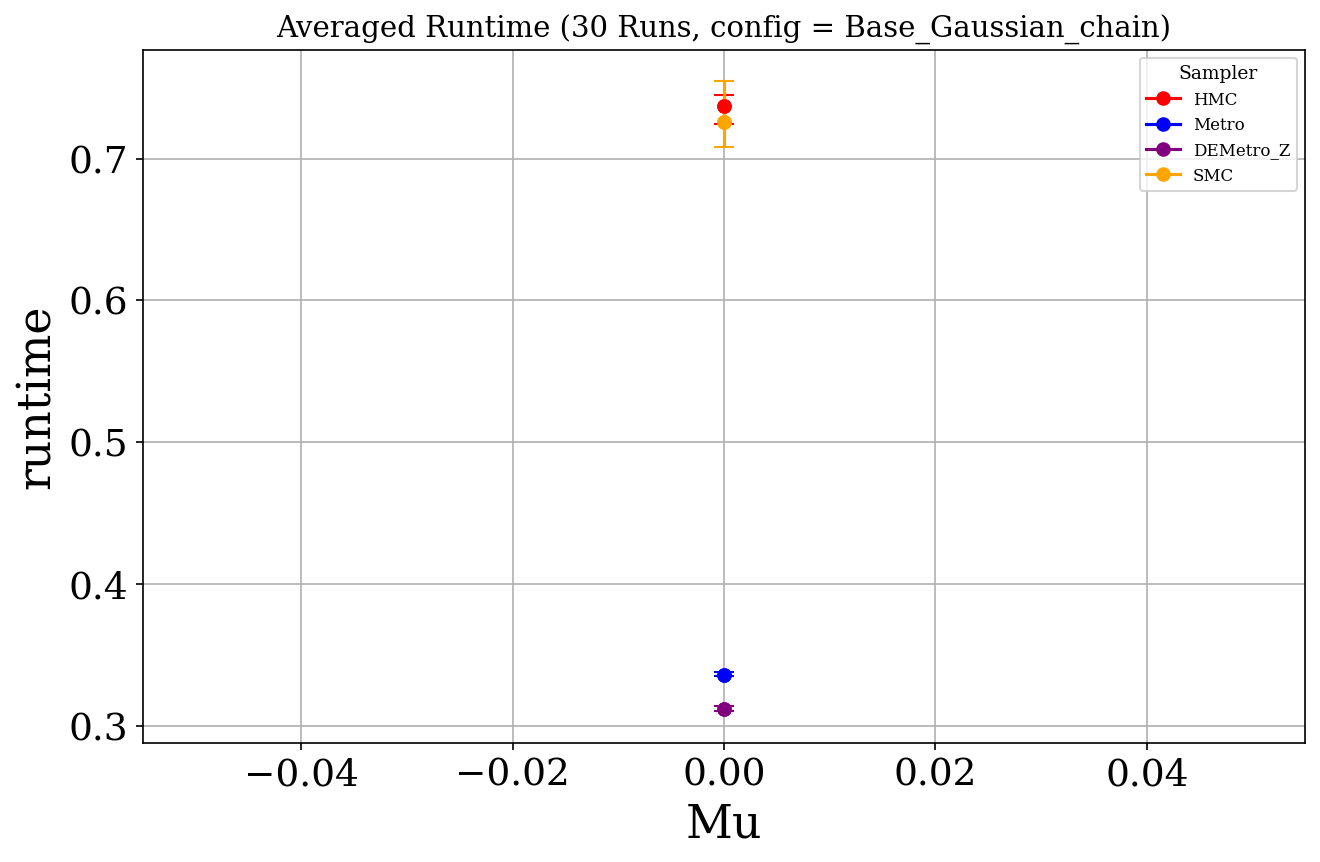 Averaged Runtime (30 Runs, config = Base_Gaussian_chain)
Sampler
HMC
Metro
DEMetro_Z
SMC
runtime
0.7
0.6
0.5
0.4
0.3
−0.04
−0.02
0.00
0.02
0.04
Mu